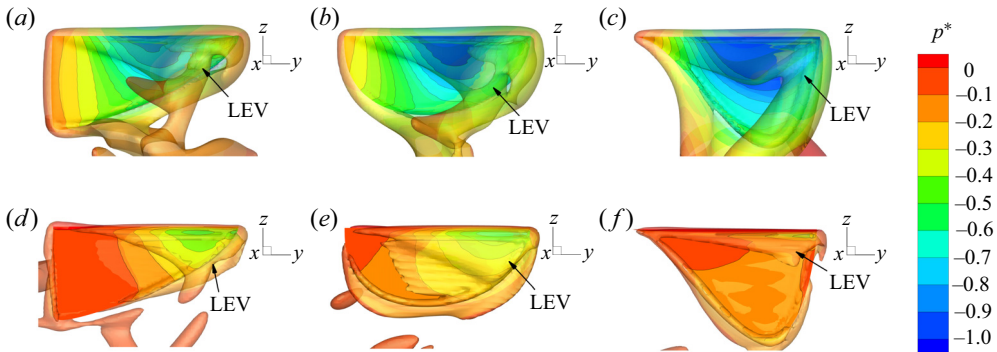 (a)
LEV
z
x
y
(b)
LEV
z
x
y
(c)
LEV
z
x
y
(d)
LEV
z
x
y
(e)
LEV
z
x
y
(f)
LEV
z
x
y
p*
0
–0.1
–0.2
–0.3
–0.4
–0.5
–0.6
–0.7
–0.8
–0.9
–1.0